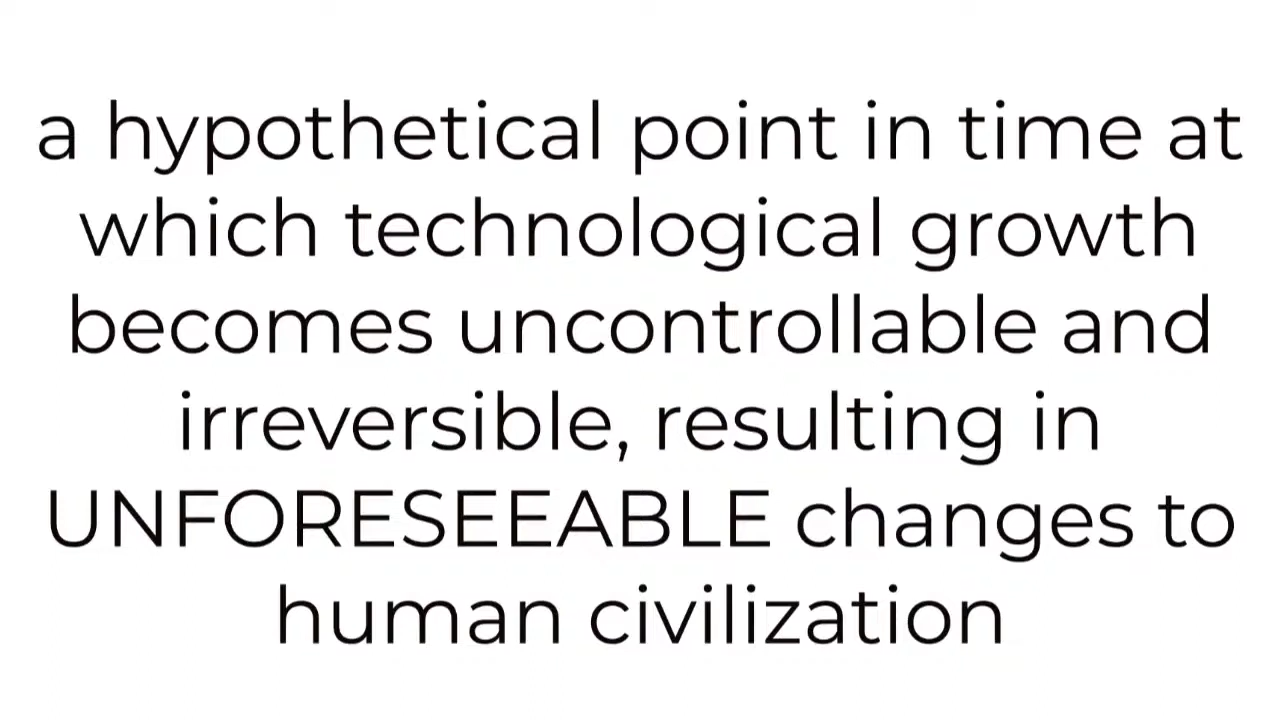 a hypothetical point in time at
which technological growth
becomes uncontrollable and
irreversible, resulting in
UNFORESEEABLE changes to
human civilization